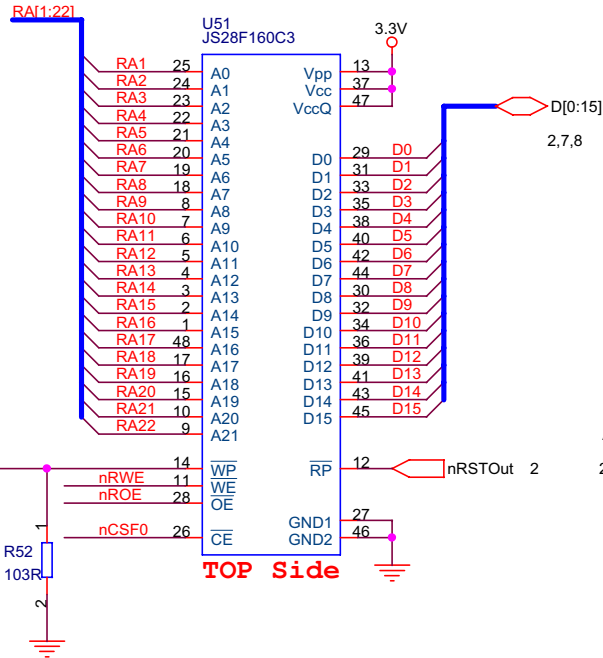 RA[1:22]
U51
JS28F160C3
3.3V
RA1 25 A0 Vpp 13
RA2 24 A1 Vcc 37
RA3 23 A2 VccQ 47
D[0:15]
RA4 22 A3
2,7,8
RA5 21 A4
RA6 20 A5 D0 29 D0
RA7 19 A6 D1 31 D1
RA8 18 A7 D2 33 D2
RA9 8 A8 D3 35 D3
RA10 7 A9 D4 38 D4
RA11 6 A10 D5 40 D5
RA12 5 A11 D6 42 D6
RA13 4 A12 D7 44 D7
RA14 3 A13 D8 30 D8
RA15 2 A14 D9 32 D9
RA16 1 A15 D10 34 D10
RA17 48 A16 D11 36 D11
RA18 17 A17 D12 39 D12
RA19 16 A18 D13 41 D13
RA20 15 A19 D14 43 D14
RA21 10 A20 D15 45 D15
RA22 9 A21
14 WP RP 12 nRSTOut 2 2
nRWE 11 WE
nROE 28 OE
GND1 27
nCSF0 26 CE GND2 46
1
R52
103R
2
TOP Side